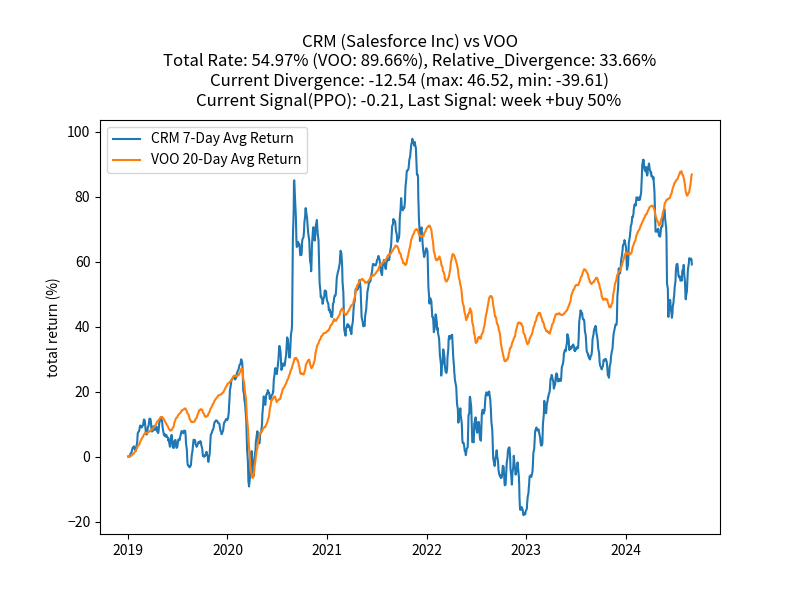 CRM (Salesforce Inc) vs VOO
Total Rate: 54.97% (VOO: 89.66%), Relative_Divergence: 33.66%
Current Divergence: -12.54 (max: 46.52, min: -39.61)
Current Signal(PPO): -0.21, Last Signal: week +buy 50%
CRM 7-Day Avg Return
VOO 20-Day Avg Return
total return (%)
100
80
60
40
20
0
−20
2019 2020 2021 2022 2023 2024